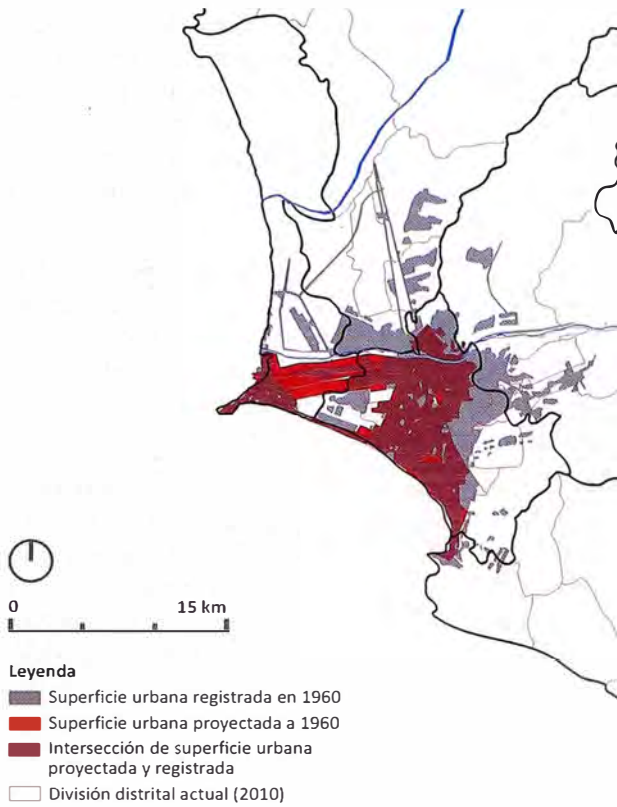 0
15 km
Leyenda
Superficie urbana registrada en 1960
Superficie urbana proyectada a 1960
Intersección de superficie urbana
proyectada y registrada
División distrital actual (2010)